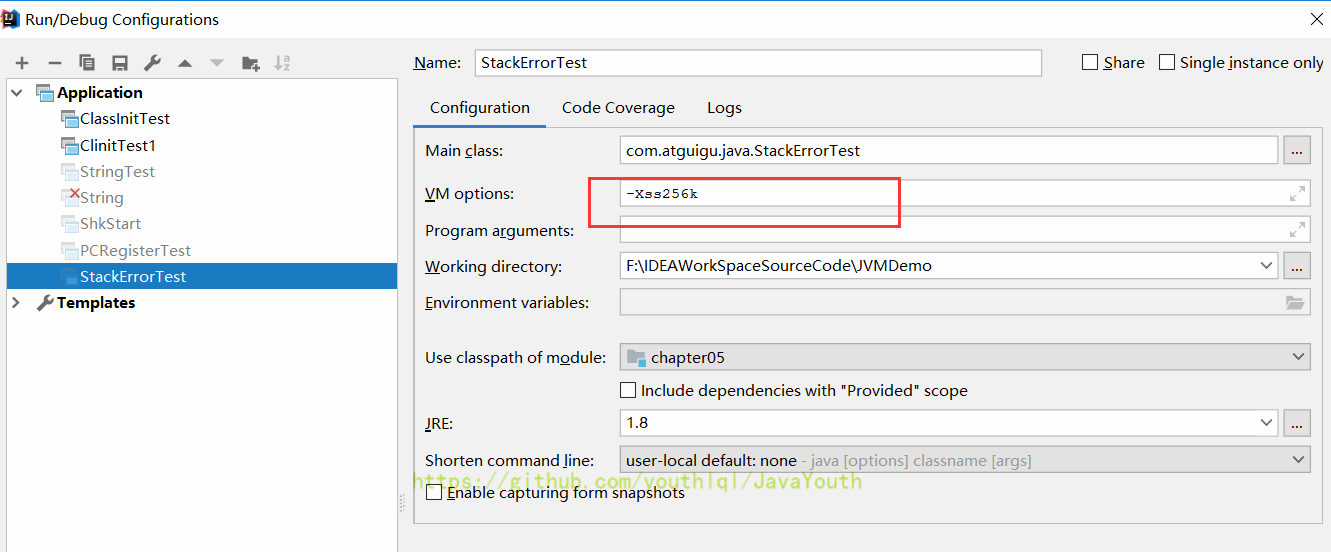 Run/Debug Configurations
Name: StackErrorTest Share Single instance only
Application
ClassInitTest
ClinitTest1
StringTest
String
ShkStart
PCRegisterTest
StackErrorTest
Templates
Configuration Code Coverage Logs
Main class: com.atguigu.java.StackErrorTest ...
VM options: -Xss256k
Program arguments:
Working directory: F:\IDEAWorkSpaceSourceCode\JVMDemo ...
Environment variables:
Use classpath of module: chapter05
Include dependencies with "Provided" scope
JRE: 1.8 ...
Shorten command line: user-local default: none - java [options] classname [args]
https://github.com/youthlql/JavaYouth
Enable capturing form snapshots